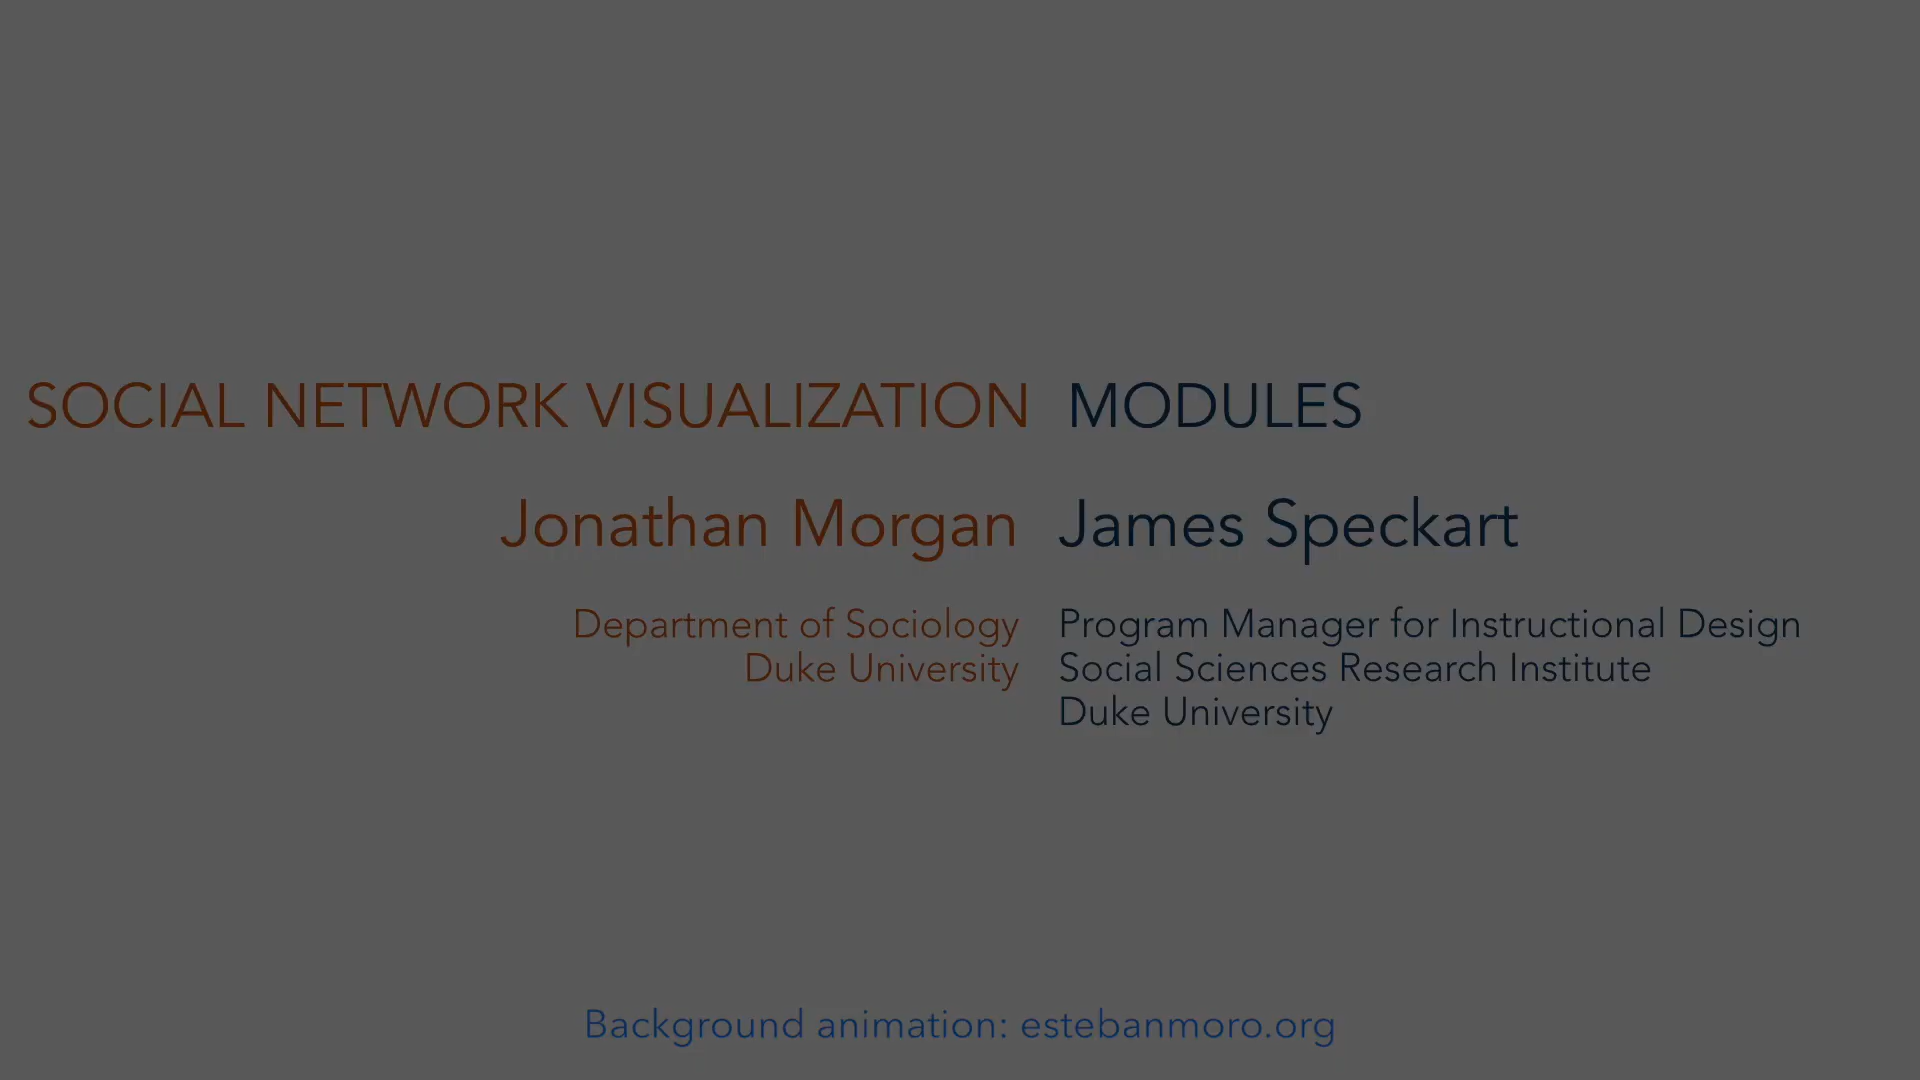 SOCIAL NETWORK VISUALIZATION MODULES
Jonathan Morgan
Department of Sociology
Duke University
James Speckart
Program Manager for Instructional Design
Social Sciences Research Institute
Duke University
Background animation: estebanmoro.org